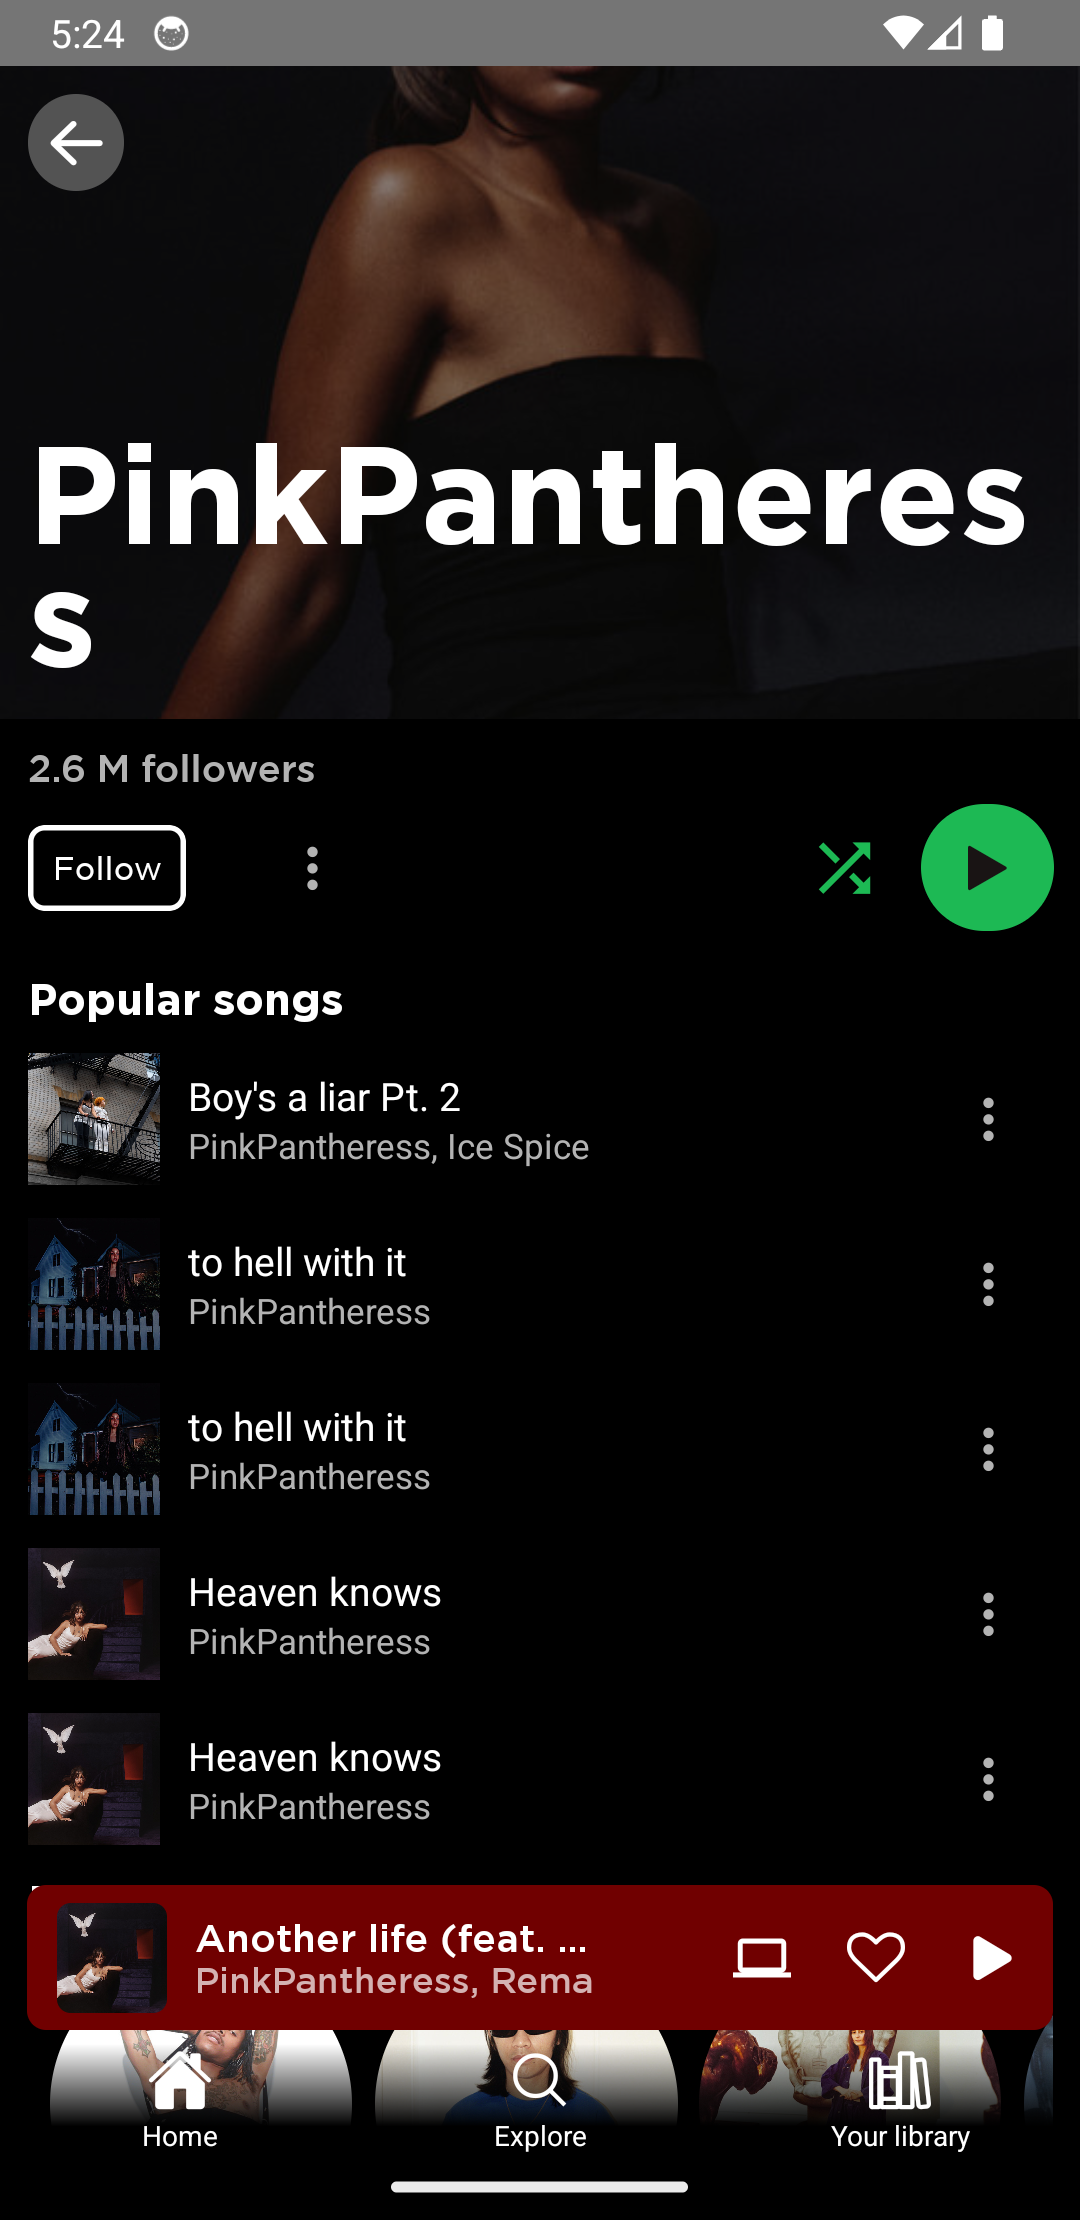 5:24
PinkPantheres
s
2.6 M followers
Follow
Popular songs
Boy's a liar Pt. 2
PinkPantheress, Ice Spice
to hell with it
PinkPantheress
to hell with it
PinkPantheress
Heaven knows
PinkPantheress
Heaven knows
PinkPantheress
Another life (feat. ...
PinkPantheress, Rema
Home
Explore
Your library